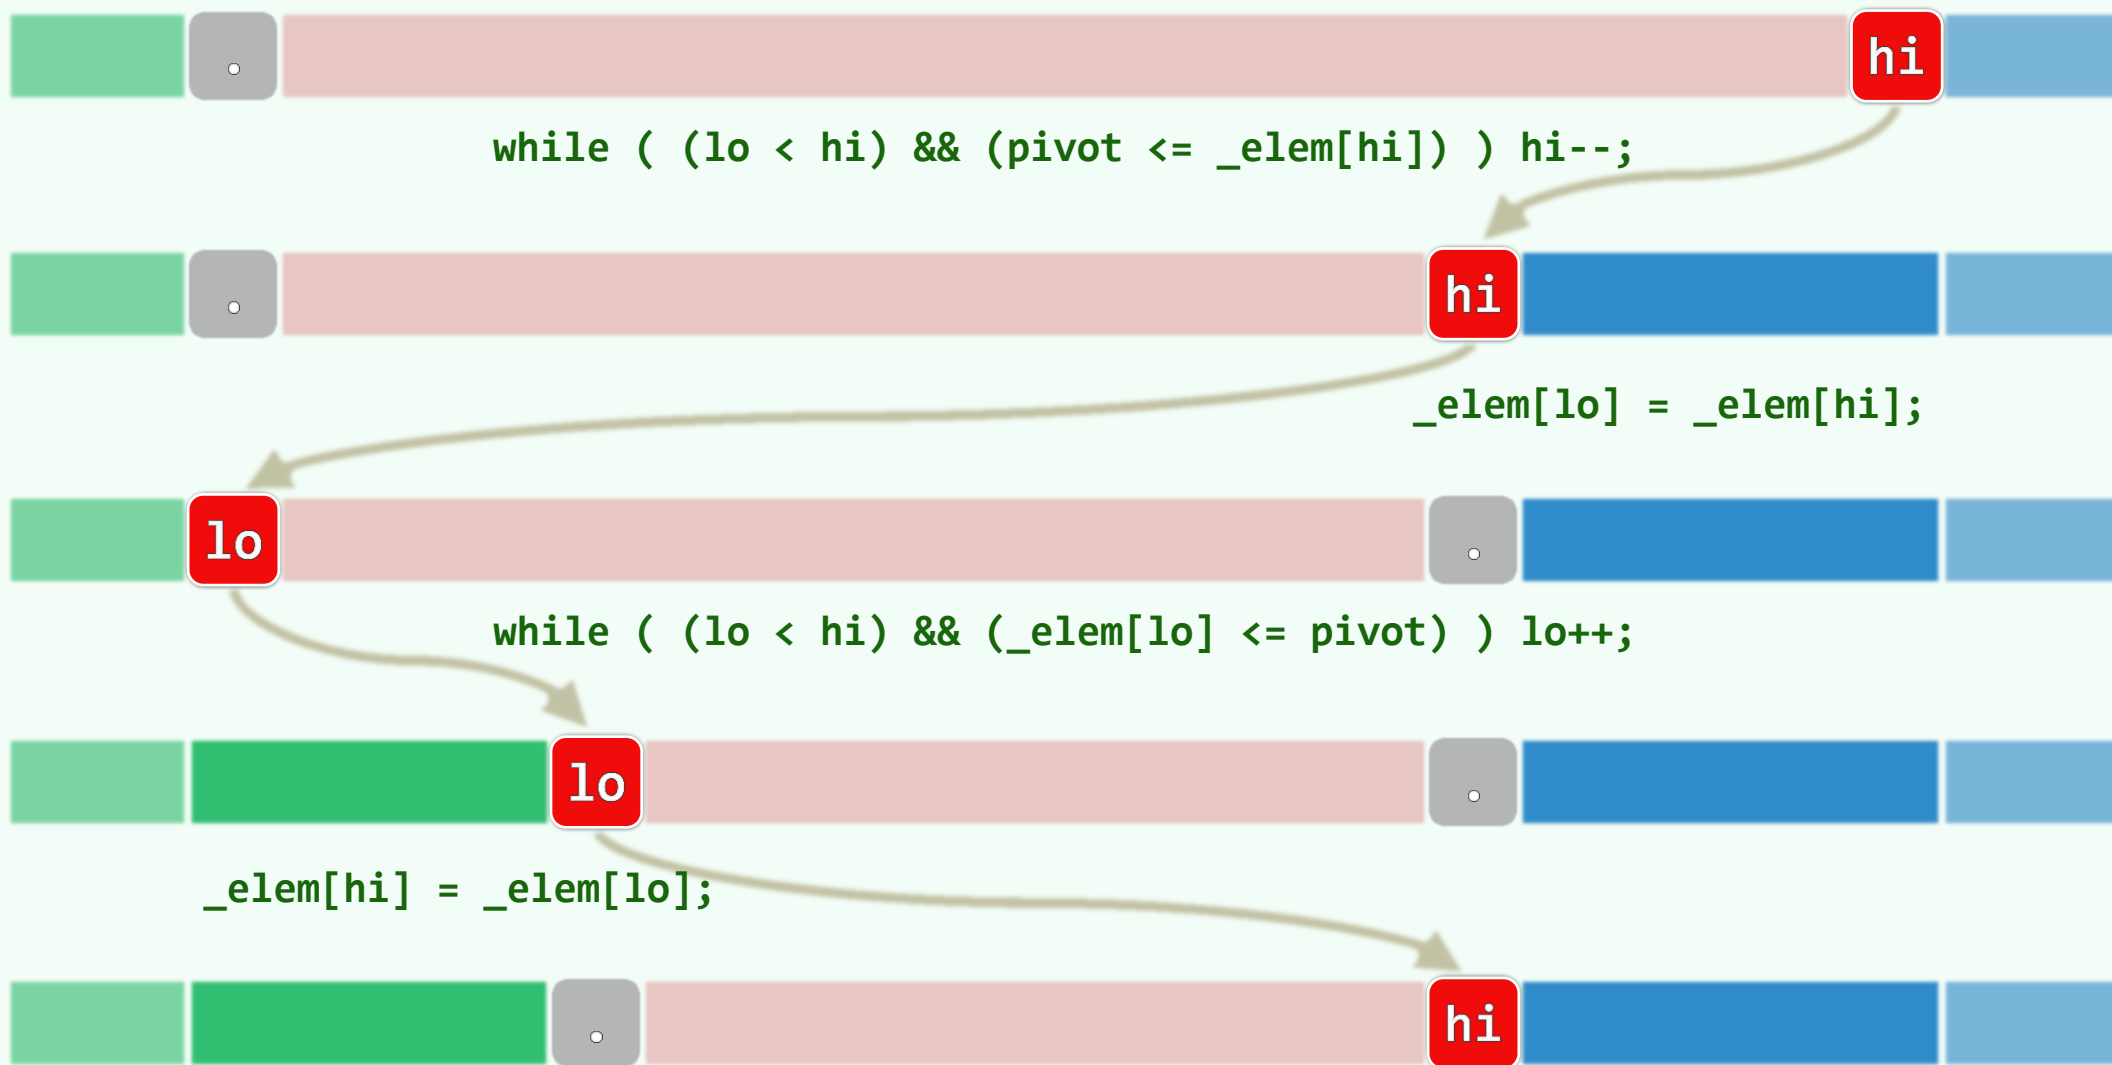 . hi
while ( (lo < hi) && (pivot <= _elem[hi]) ) hi--;
. hi
_elem[lo] = _elem[hi];
lo .
while ( (lo < hi) && (_elem[lo] <= pivot) ) lo++;
lo .
_elem[hi] = _elem[lo];
. hi